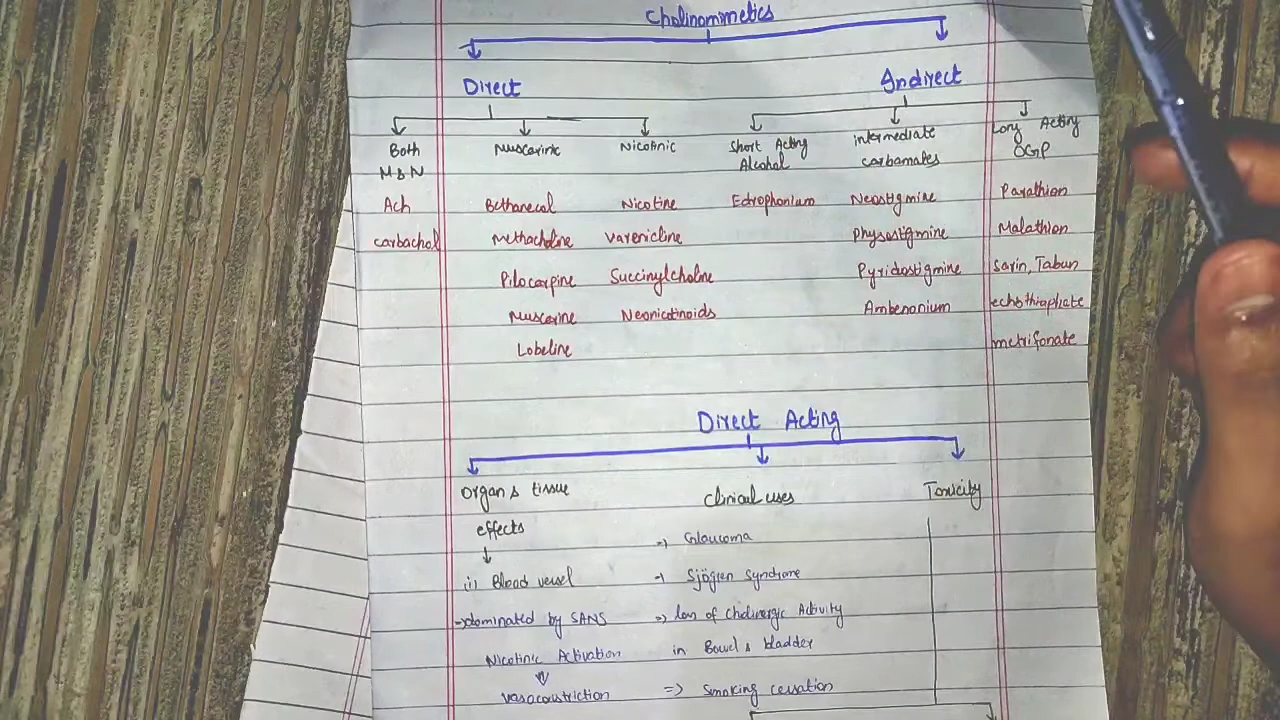 Cholinomimetics
Direct Indirect
Both M & N Muscarinic Nicotinic Short Acting Alcohol intermediate carbamates Long Acting OGP
Ach Bethanecol Nicotine Edrophonium Neostigmine Parathion
carbachol Methacholine Varenicline Physostigmine Malathion
Pilocarpine Succinylcholine Pyridostigmine Sarin, Tabun
Muscarine Neonicotinoids Ambenonium echothiophate
Lobeline metrifonate
Direct Acting
Organ & tissue Clinical uses Toxicity
effects => Glaucoma
(i) Blood vessel → Sjögren Syndrome
→dominated by SANS => loss of Cholinergic Activity
Nicotinic Activation in Bowel & bladder
vasoconstriction => Smoking cessation